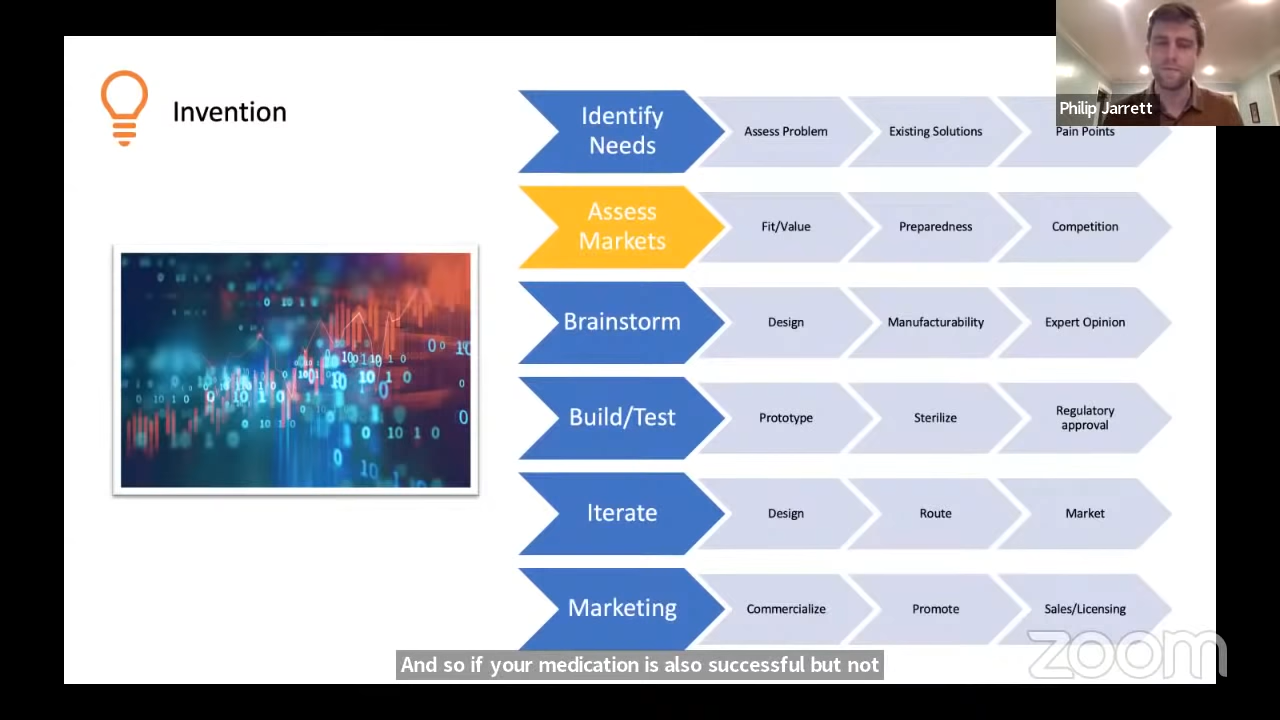 Invention
Identify
Needs
Assess Problem
Existing Solutions
Pain Points
Philip Jarrett
Assess
Markets
Fit/Value
Preparedness
Competition
Brainstorm
Design
Manufacturability
Expert Opinion
Build/Test
Prototype
Sterilize
Regulatory
approval
Iterate
Design
Route
Market
Marketing
Commercialize
Promote
Sales/Licensing
And so if your medication is also successful but not
zoom